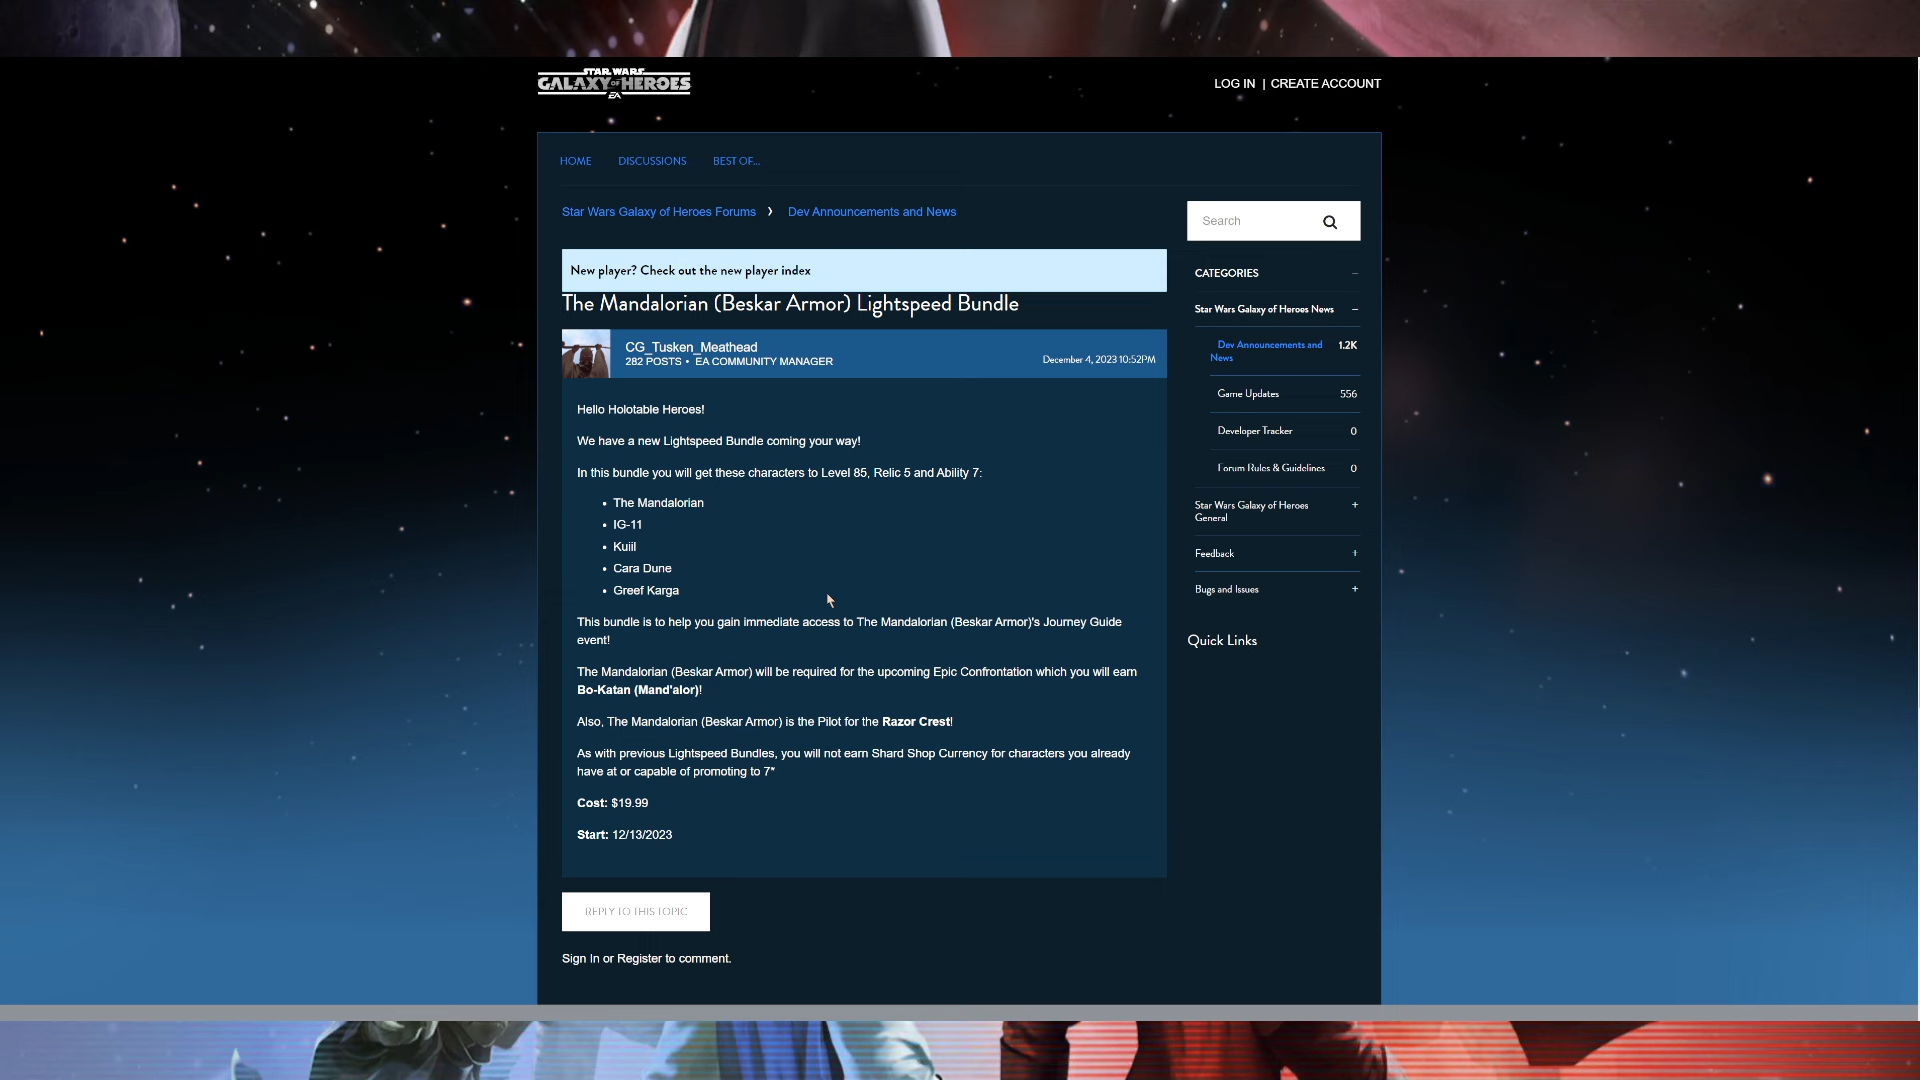 STAR WARS
GALAXY OF HEROES
EA
LOG IN | CREATE ACCOUNT
HOME DISCUSSIONS BEST OF...
Star Wars Galaxy of Heroes Forums › Dev Announcements and News
New player? Check out the new player index
The Mandalorian (Beskar Armor) Lightspeed Bundle
CG_Tusken_Meathead
282 POSTS • EA COMMUNITY MANAGER
December 4, 2023 10:52PM
Hello Holotable Heroes!
We have a new Lightspeed Bundle coming your way!
In this bundle you will get these characters to Level 85, Relic 5 and Ability 7:
• The Mandalorian
• IG-11
• Kuiil
• Cara Dune
• Greef Karga
This bundle is to help you gain immediate access to The Mandalorian (Beskar Armor)'s Journey Guide
event!
The Mandalorian (Beskar Armor) will be required for the upcoming Epic Confrontation which you will earn
Bo-Katan (Mand'alor)!
Also, The Mandalorian (Beskar Armor) is the Pilot for the Razor Crest!
As with previous Lightspeed Bundles, you will not earn Shard Shop Currency for characters you already
have at or capable of promoting to 7*
Cost: $19.99
Start: 12/13/2023
REPLY TO THIS TOPIC
Sign In or Register to comment.
Search
CATEGORIES –
Star Wars Galaxy of Heroes News –
Dev Announcements and 1.2K
News
Game Updates 556
Developer Tracker 0
Forum Rules & Guidelines 0
Star Wars Galaxy of Heroes +
General
Feedback +
Bugs and Issues +
Quick Links